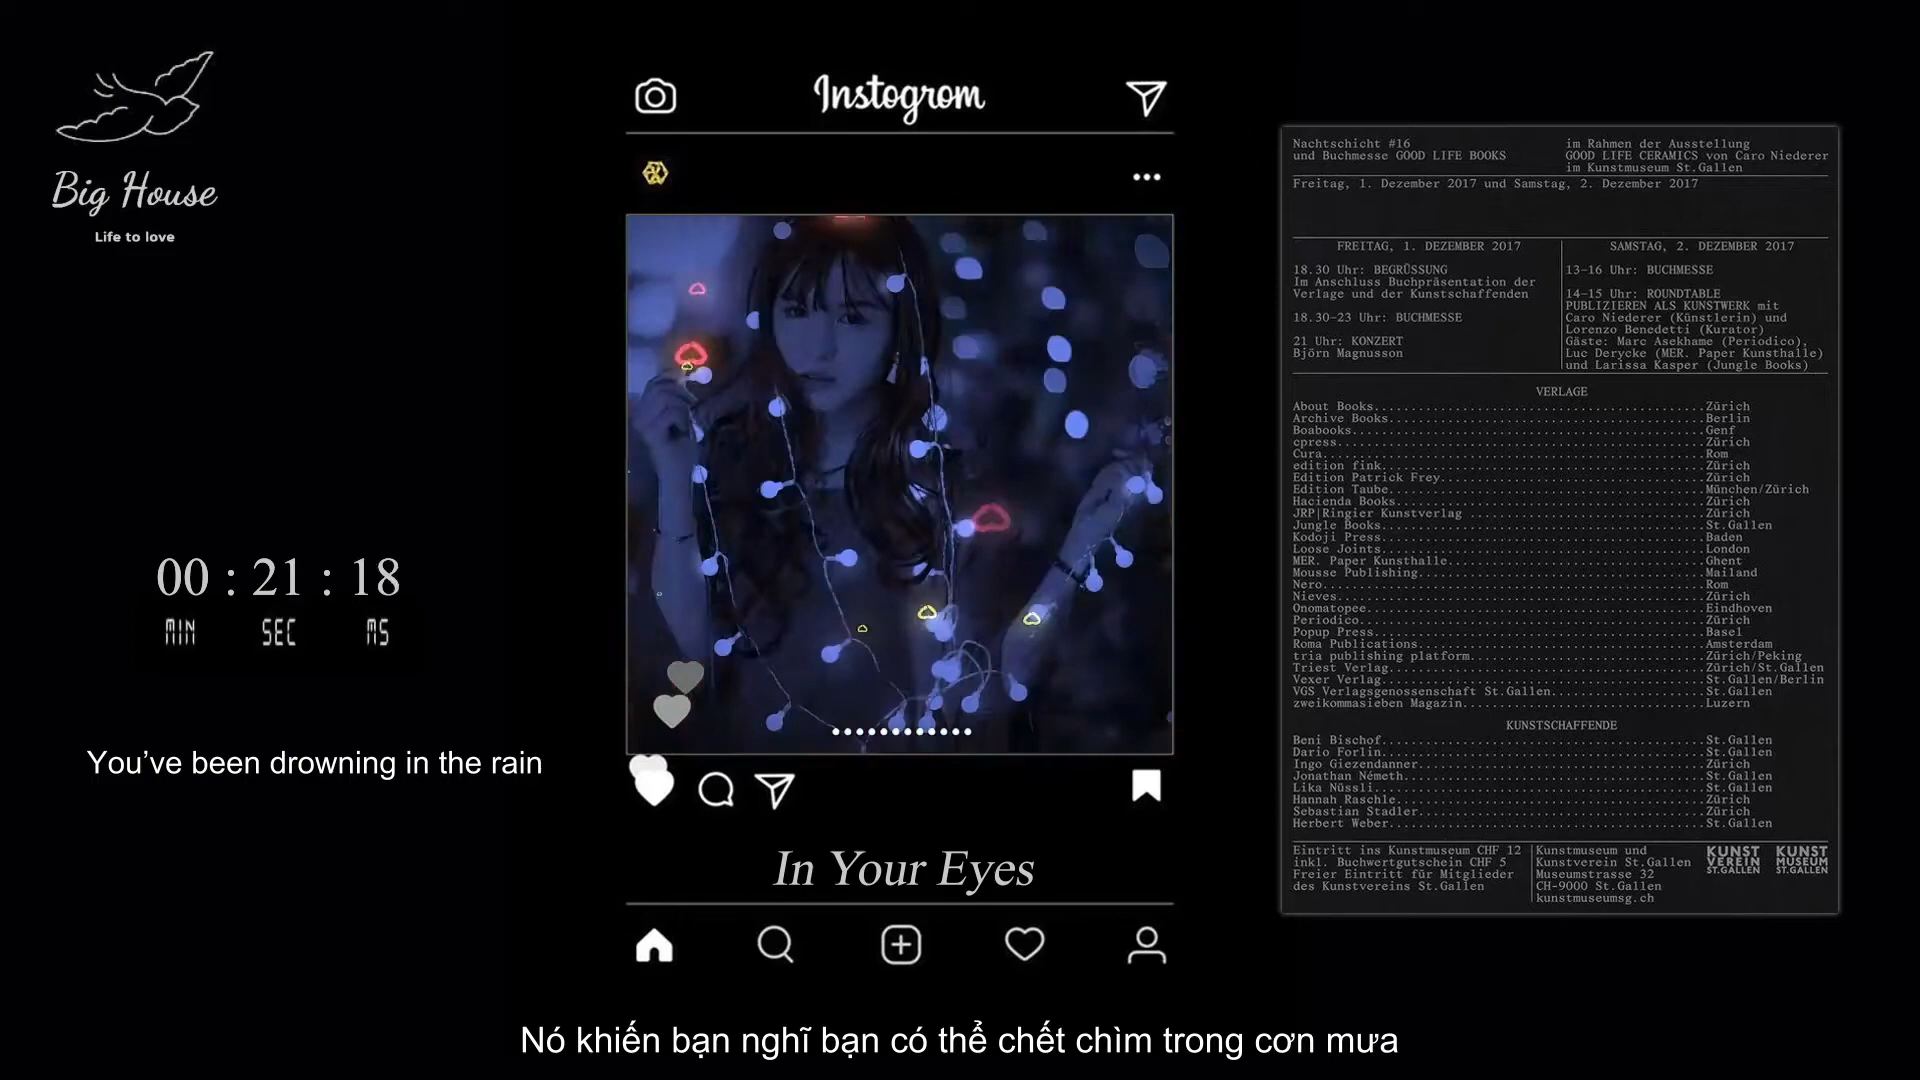 Big House
Life to love
00 : 21 : 18
MIN SEC MS
You've been drowning in the rain
Instogrom
In Your Eyes
Nachtschicht #16
und Buchmesse GOOD LIFE BOOKS
im Rahmen der Ausstellung
GOOD LIFE CERAMICS von Caro Niederer
im Kunstmuseum St.Gallen
Freitag, 1. Dezember 2017 und Samstag, 2. Dezember 2017
FREITAG, 1. DEZEMBER 2017
18.30 Uhr: BEGRÜSSUNG
Im Anschluss Buchpräsentation der
Verlage und der Kunstschaffenden
18.30–23 Uhr: BUCHMESSE
21 Uhr: KONZERT
Björn Magnusson
SAMSTAG, 2. DEZEMBER 2017
13–16 Uhr: BUCHMESSE
14–15 Uhr: ROUNDTABLE
PUBLIZIEREN ALS KUNSTWERK mit
Caro Niederer (Künstlerin) und
Lorenzo Benedetti (Kurator)
Gäste: Marc Asekhame (Periodico),
Luc Derycke (MER. Paper Kunsthalle)
und Larissa Kasper (Jungle Books)
VERLAGE
About Books Zürich
Archive Books Berlin
Boabooks Genf
cpress Zürich
Cura Rom
edition fink Zürich
Edition Patrick Frey Zürich
Edition Taube München/Zürich
Hacienda Books Zürich
JRP|Ringier Kunstverlag Zürich
Jungle Books St.Gallen
Kodoji Press Baden
Loose Joints London
MER. Paper Kunsthalle Ghent
Mousse Publishing Mailand
Nero Rom
Nieves Zürich
Onomatopee Eindhoven
Periodico Zürich
Popup Press Basel
Roma Publications Amsterdam
tria publishing platform Zürich/Peking
Triest Verlag Zürich/St.Gallen
Vexer Verlag St.Gallen/Berlin
VGS Verlagsgenossenschaft St.Gallen St.Gallen
zweikommasieben Magazin Luzern
KUNSTSCHAFFENDE
Beni Bischof St.Gallen
Dario Forlin St.Gallen
Ingo Giezendanner Zürich
Jonathan Németh St.Gallen
Lika Nüssli St.Gallen
Hannah Raschle Zürich
Sebastian Stadler Zürich
Herbert Weber St.Gallen
Eintritt ins Kunstmuseum CHF 12
inkl. Buchwertgutschein CHF 5
Freier Eintritt für Mitglieder
des Kunstvereins St.Gallen
Kunstmuseum und
Kunstverein St.Gallen
Museumstrasse 32
CH-9000 St.Gallen
kunstmuseumsg.ch
KUNST
VEREIN
ST.GALLEN
KUNST
MUSEUM
ST.GALLEN
Nó khiến bạn nghĩ bạn có thể chết chìm trong cơn mưa